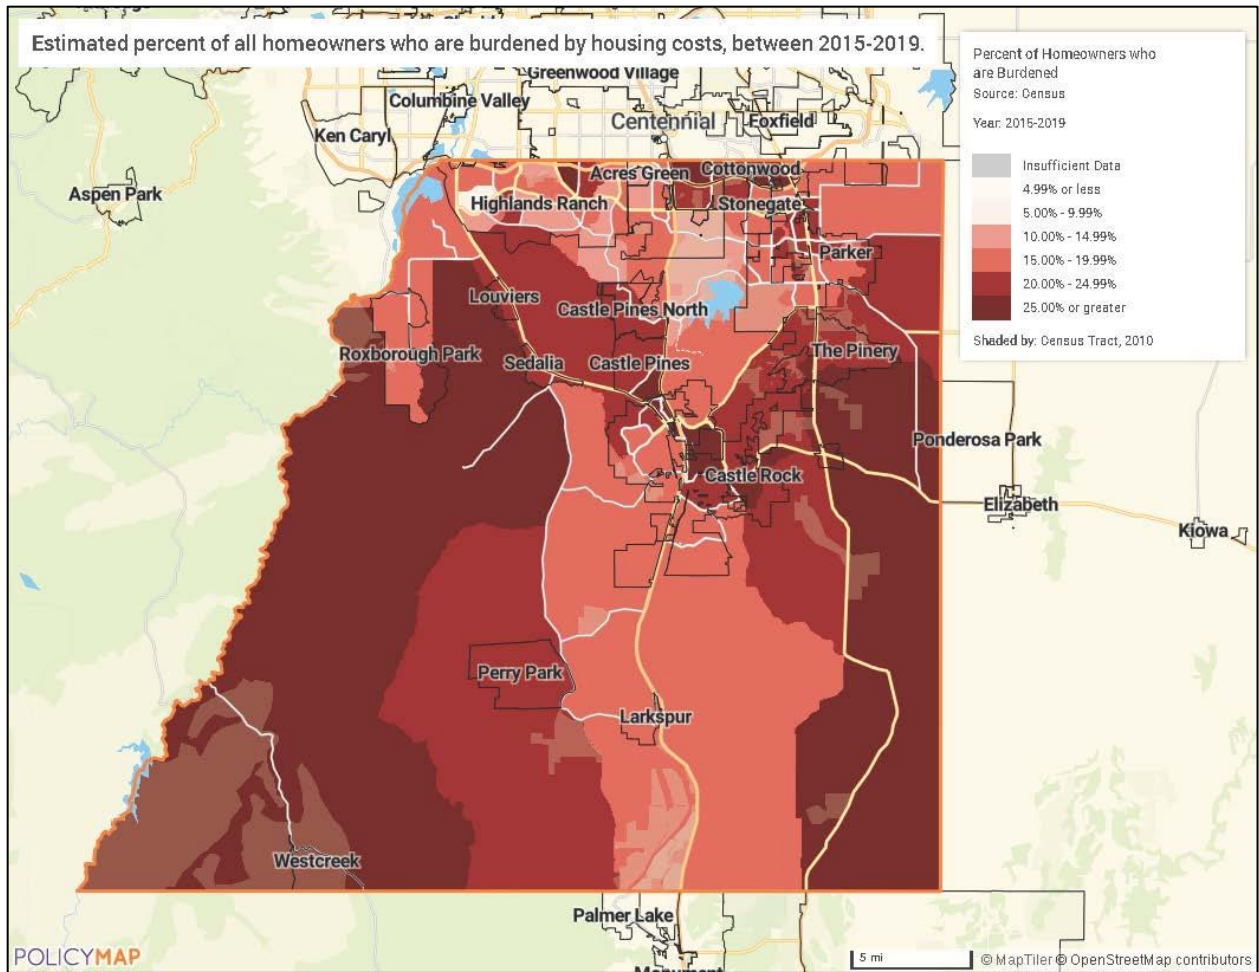 Estimated percent of all homeowners who are burdened by housing costs, between 2015-2019.
Percent of Homeowners who
are Burdened
Source: Census
Year: 2015-2019
Insufficient Data
4.99% or less
5.00% - 9.99%
10.00% - 14.99%
15.00% - 19.99%
20.00% - 24.99%
25.00% or greater
Shaded by: Census Tract, 2010
Greenwood Village
Columbine Valley
Centennial
Foxfield
Ken Caryl
Acres Green
Cottonwood
Aspen Park
Highlands Ranch
Stonegate
Parker
Louviers
Castle Pines North
Roxborough Park
Sedalia
Castle Pines
The Pinery
Ponderosa Park
Castle Rock
Elizabeth
Kiowa
Perry Park
Larkspur
Westcreek
Palmer Lake
Monument
POLICYMAP
5 mi
© MapTiler © OpenStreetMap contributors